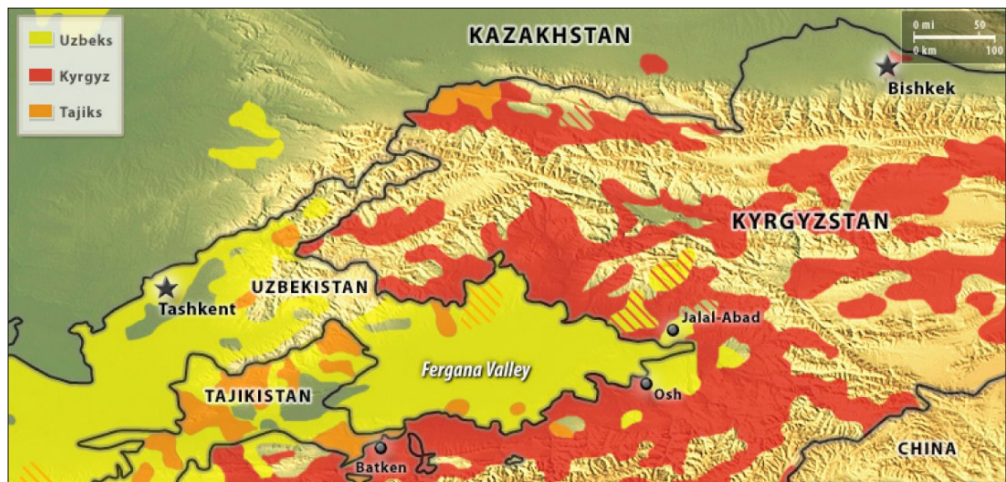 Uzbeks
Kyrgyz
Tajiks
KAZAKHSTAN
0 mi 50
0 km 100
Bishkek
KYRGYZSTAN
UZBEKISTAN
Tashkent
Jalal-Abad
Fergana Valley
TAJIKISTAN
Osh
Batken
CHINA